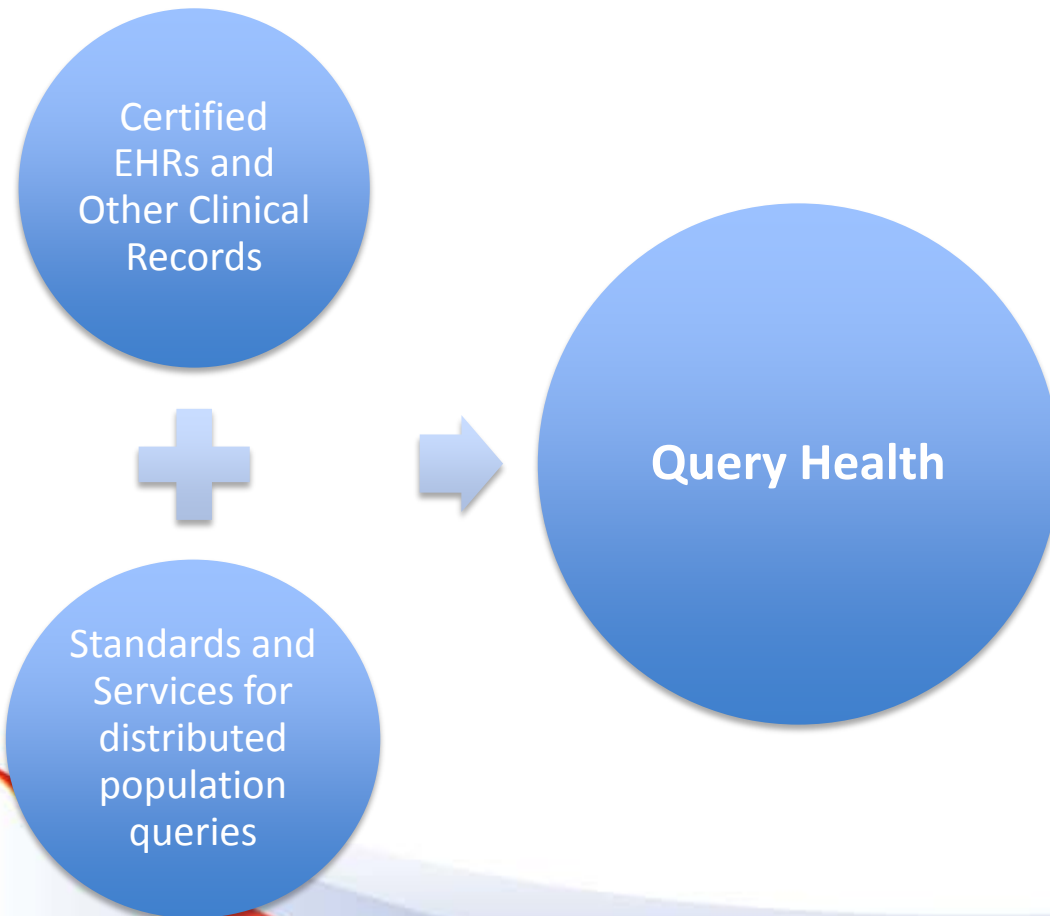 Certified
EHRs and
Other Clinical
Records
Query Health
Standards and
Services for
distributed
population
queries